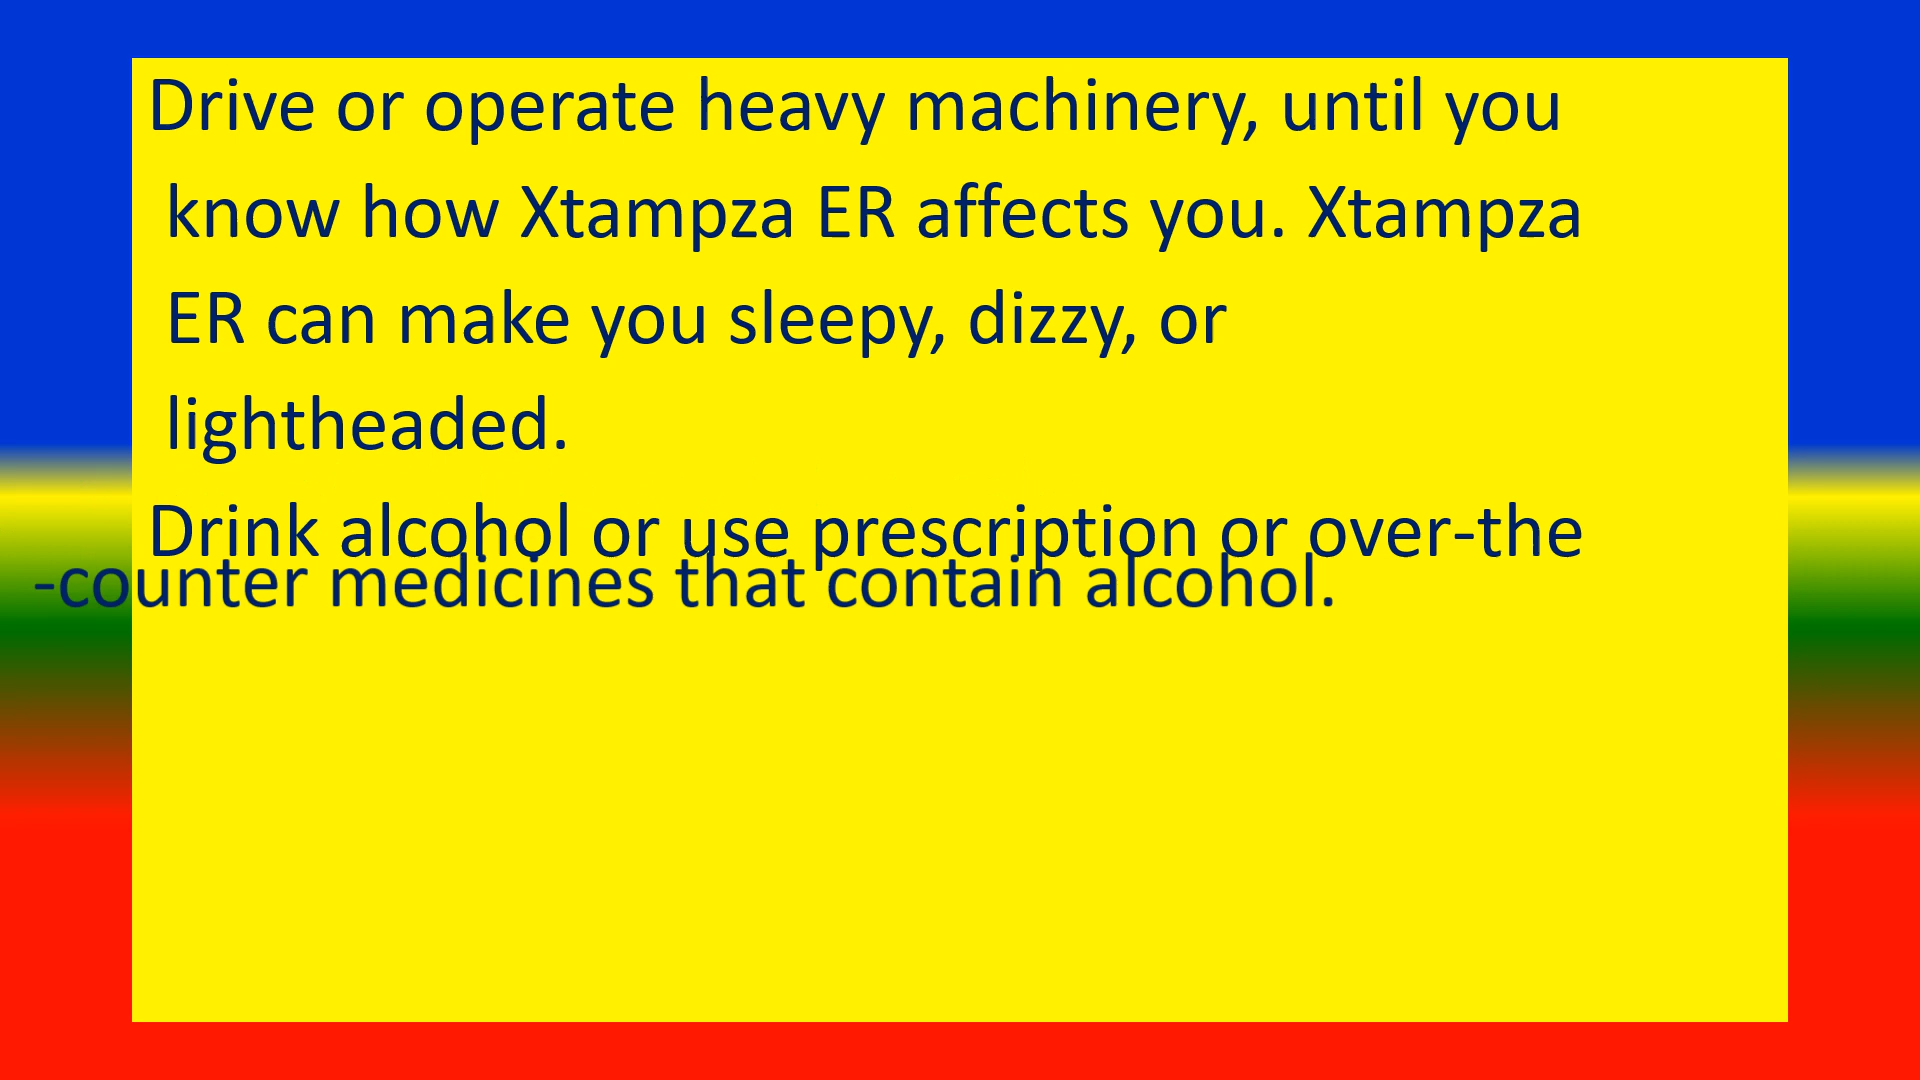 Drive or operate heavy machinery, until you
know how Xtampza ER affects you. Xtampza
ER can make you sleepy, dizzy, or
lightheaded.
Drink alcohol or use prescription or over-the
-counter medicines that contain alcohol.